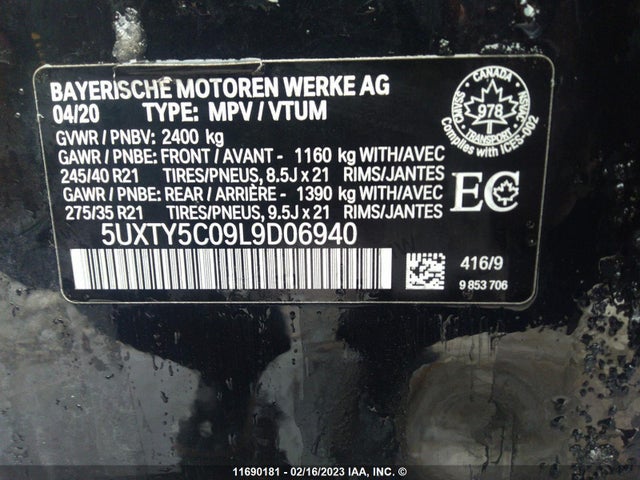 BAYERISCHE MOTOREN WERKE AG
04/20 TYPE: MPV / VTUM
GVWR / PNBV: 2400 kg
GAWR / PNBE: FRONT / AVANT - 1160 kg WITH/AVEC
245/40 R21 TIRES/PNEUS, 8.5J x 21 RIMS/JANTES
GAWR / PNBE: REAR / ARRIÈRE - 1390 kg WITH/AVEC
275/35 R21 TIRES/PNEUS, 9.5J x 21 RIMS/JANTES
5UXTY5C09L9D06940
CANADA
CMVSS
NSVAC
978
TRANSPORT
Complies with ICES-002
EC
416/9
9 853 706
11690181 - 02/16/2023 IAA, INC. ©